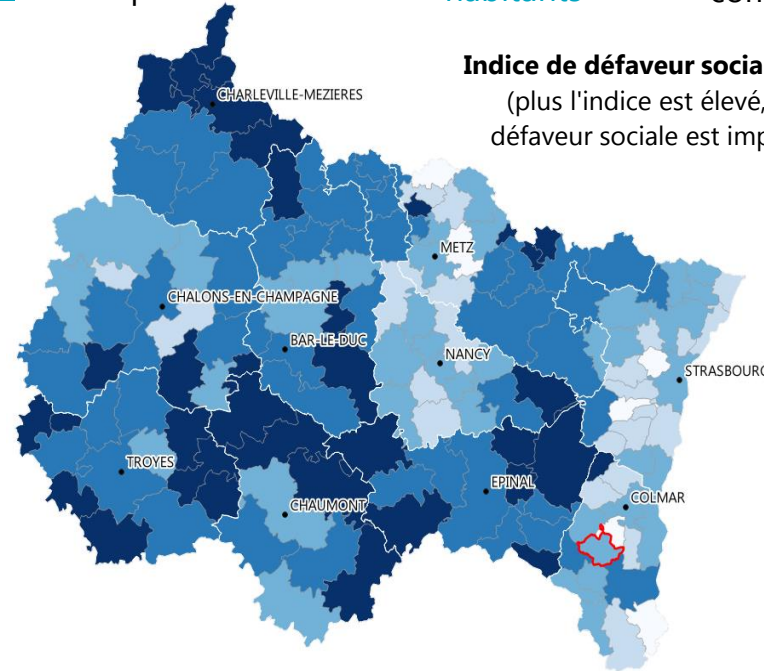 Indice de défaveur socia
(plus l'indice est élevé,
défaveur sociale est imp
CHARLEVILLE-MEZIERES
METZ
CHALONS-EN-CHAMPAGNE
BAR-LE-DUC
NANCY
STRASBOURG
TROYES
EPINAL
CHAUMONT
COLMAR